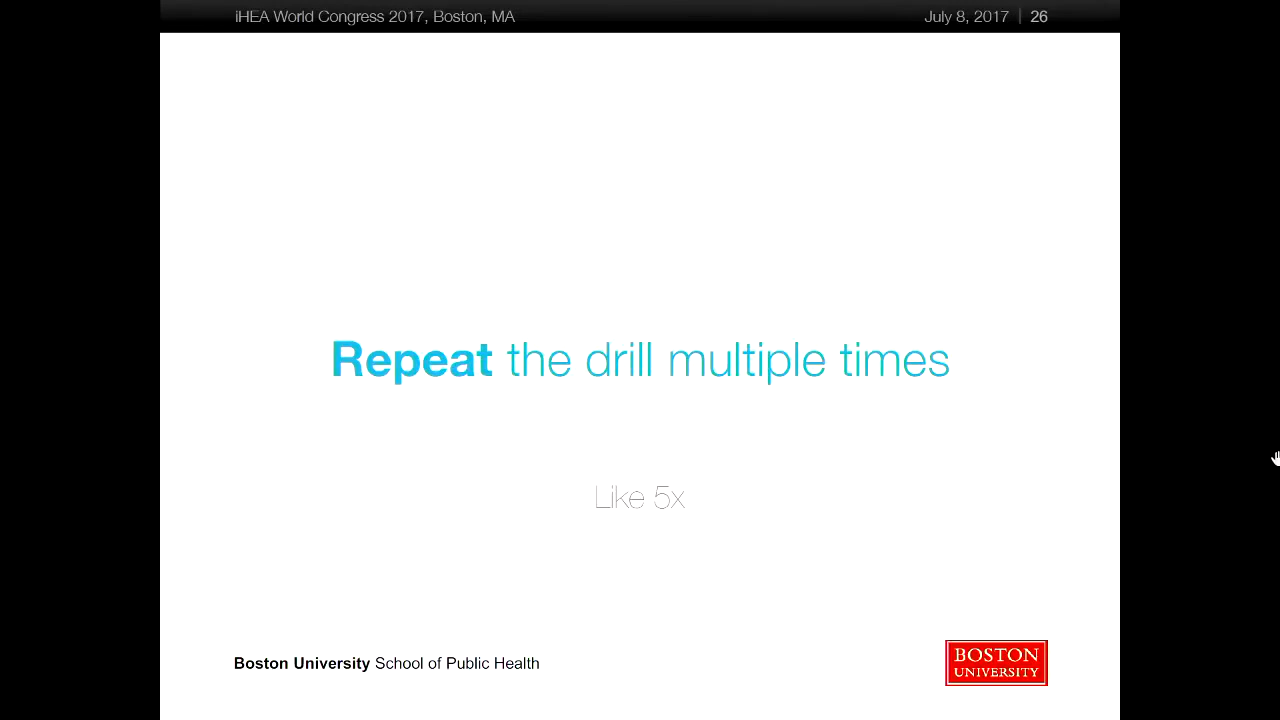 iHEA World Congress 2017, Boston, MA
July 8, 2017 | 26
Repeat the drill multiple times
Like 5x
Boston University School of Public Health
BOSTON
UNIVERSITY